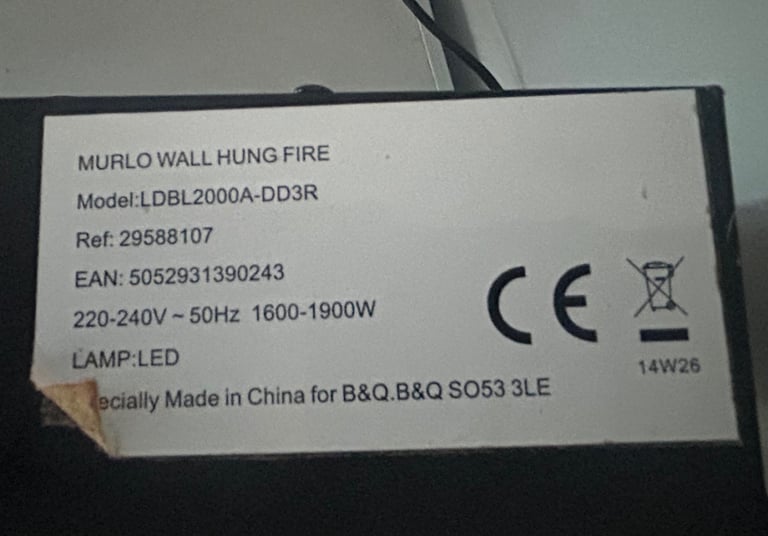 MURLO WALL HUNG FIRE
Model:LDBL2000A-DD3R
Ref: 29588107
EAN: 5052931390243
220-240V ~ 50Hz 1600-1900W
LAMP:LED
ecially Made in China for B&Q.B&Q SO53 3LE
CE
14W26